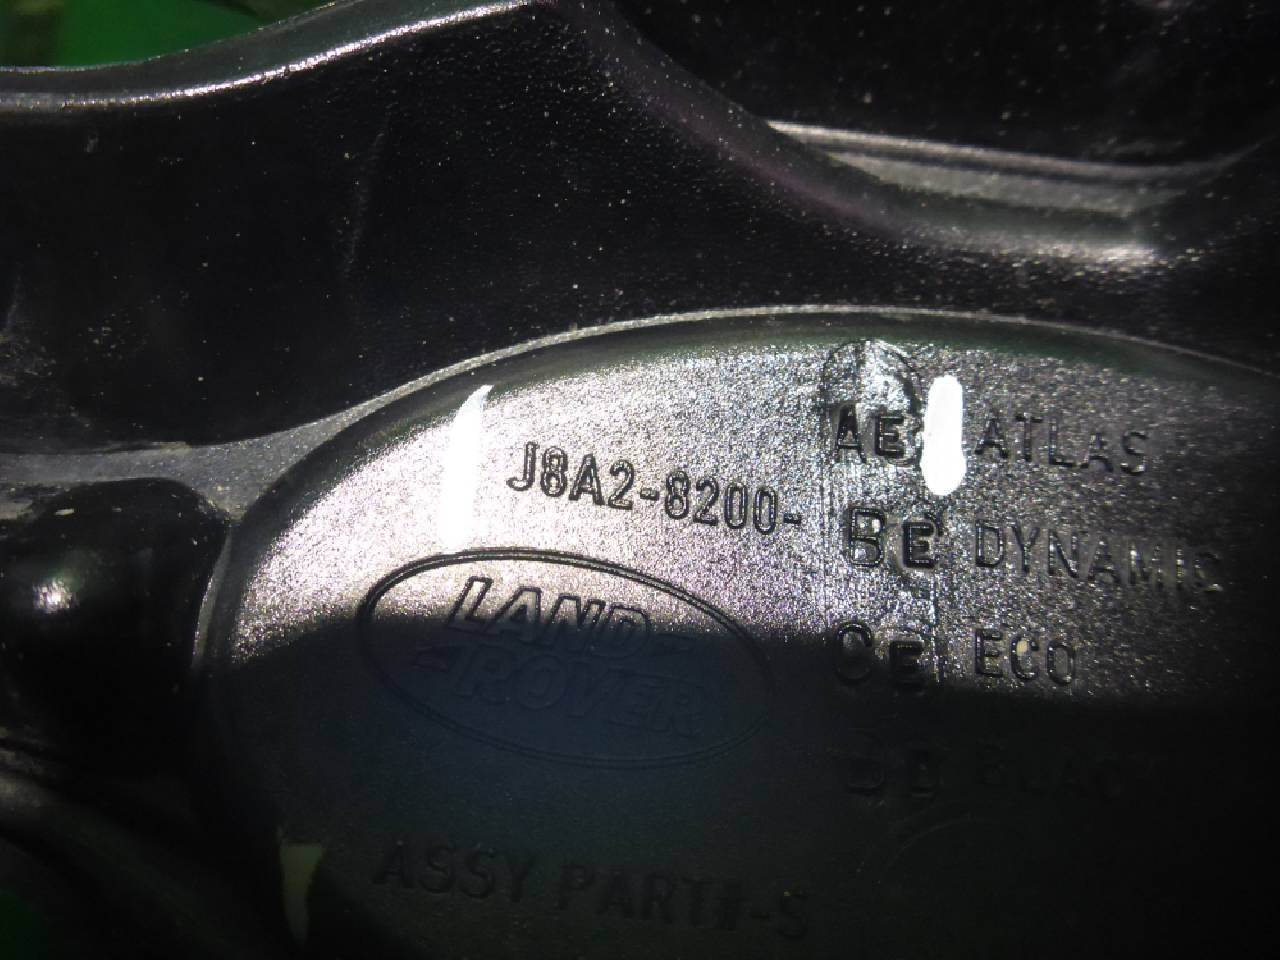 J8A2-8200-
AE ATLAS
BE DYNAMIC
CE ECO
LAND
ROVER
ASSY PART#-S